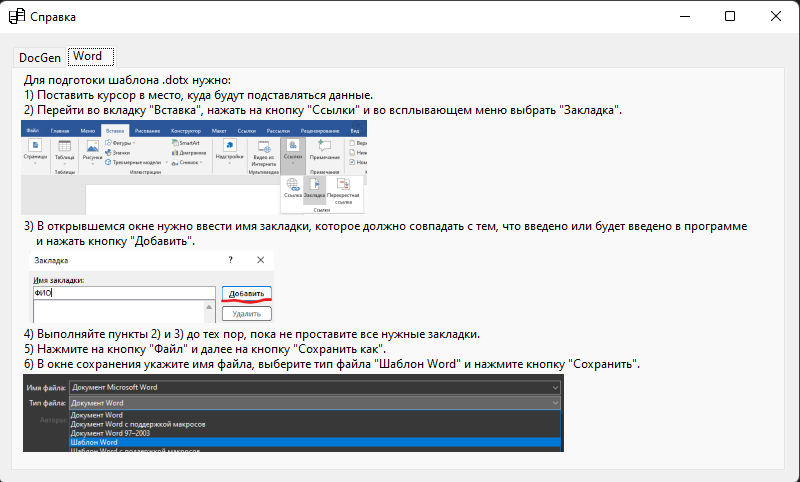 Справка
DocGen
Word
Для подготоки шаблона .dotx нужно:
1) Поставить курсор в место, куда будут подставляться данные.
2) Перейти во вкладку "Вставка", нажать на кнопку "Ссылки" и во всплывающем меню выбрать "Закладка".
Файл Главная Меню Вставка Рисование Конструктор Макет Ссылки Рассылки Рецензирование Вид
Страницы
Таблица
Таблицы
Рисунки
Фигуры
Значки
Трехмерные модели
SmartArt
Диаграмма
Снимок
Иллюстрации
Надстройки
Видео из
Интернета
Мультимедиа
Ссылки
Примечание
Примечания
Ссылка
Закладка
Перекрестная
ссылка
Ссылки
3) В открывшемся окне нужно ввести имя закладки, которое должно совпадать с тем, что введено или будет введено в программе
и нажать кнопку "Добавить".
Закладка
?
Имя закладки:
ФИО
Добавить
Удалить
4) Выполняйте пункты 2) и 3) до тех пор, пока не проставите все нужные закладки.
5) Нажмите на кнопку "Файл" и далее на кнопку "Сохранить как".
6) В окне сохранения укажите имя файла, выберите тип файла "Шаблон Word" и нажмите кнопку "Сохранить".
Имя файла: Документ Microsoft Word
Тип файла: Документ Word
Авторы:
Документ Word
Документ Word с поддержкой макросов
Документ Word 97–2003
Шаблон Word
Шаблон Word с поддержкой макросов